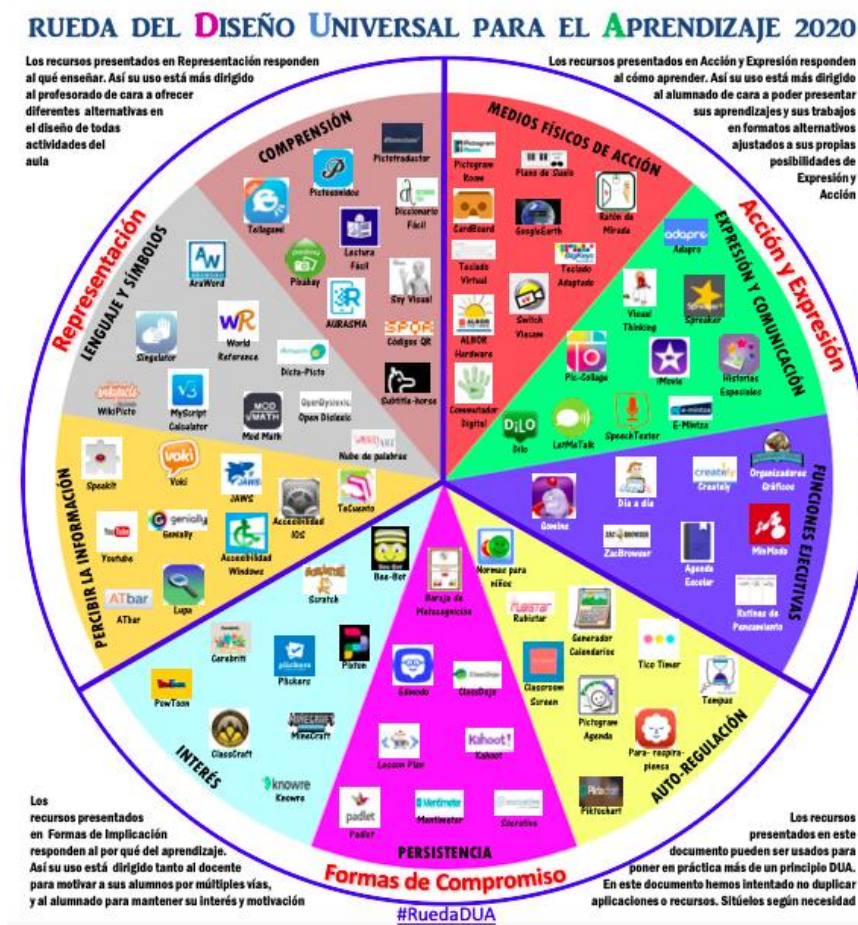 RUEDA DEL DISEÑO UNIVERSAL PARA EL APRENDIZAJE 2020
Los recursos presentados en Representación responden
al qué enseñar. Así su uso está más dirigido
al profesorado de cara a ofrecer
diferentes alternativas en
el diseño de todas
actividades del
aula
Los recursos presentados en Acción y Expresión responden
al cómo aprender. Así su uso está más dirigido
al alumnado de cara a poder presentar
sus aprendizajes y sus trabajos
en formatos alternativos
ajustados a sus propias
posibilidades de
Expresión y
Acción
Representación
COMPRENSIÓN
Pictotraductor
Pictosonidos
Tellagami
Diccionario
Fácil
Lectura
Fácil
Pixabay
Soy Visual
AURASMA
Códigos QR
Subtitle-horse
LENGUAJE Y SÍMBOLOS
AraWord
World
Reference
Singelator
Dicta-Picto
WikiPicto
MyScript
Calculator
Mod Math
Open Dislexic
Nube de palabras
PERCIBIR LA INFORMACIÓN
SpeakIt
Voki
JAWS
Accesibilidad
IOS
TuCuento
Youtube
Genially
Accesibilidad
Windows
ATbar
Lupa
Acción y Expresión
MEDIOS FÍSICOS DE ACCIÓN
Pictogram
Room
Piano de Suelo
Ratón de
Mirada
CardBoard
GoogleEarth
Teclado
Virtual
Teclado
Adaptado
ALBOR
Hardware
Switch
Viacam
Conmutador
Digital
EXPRESIÓN Y COMUNICACIÓN
Adapro
Visual
Thinking
Spreaker
Pic-Collage
iMovie
Historias
Especiales
Dilo
LetMeTalk
SpeechTexter
E-Mintza
FUNCIONES EJECUTIVAS
Organizadores
Gráficos
Creately
Día a día
Gomins
ZacBrowser
Agenda
Escolar
MinModo
Rutinas de
Pensamiento
Formas de Compromiso
INTERÉS
Bee-Bot
Scratch
Cerebriti
Plickers
Pixton
PowToon
ClassCraft
MineCraft
Knowre
PERSISTENCIA
Baraja de
Metacognición
Edmodo
ClassDojo
Lesson Plan
Kahoot
Padlet
Mentimeter
Socrative
AUTO-REGULACIÓN
Normas para
niños
Rubistar
Generador
Calendarios
Tico Timer
Classroom
Screen
Tempus
Pictogram
Agenda
Para- respira-
piensa
Piktochart
Los
recursos presentados
en Formas de Implicación
responden al por qué del aprendizaje.
Así su uso está dirigido tanto al docente
para motivar a sus alumnos por múltiples vías,
y al alumnado para mantener su interés y motivación
Los recursos
presentados en este
documento pueden ser usados para
poner en práctica más de un principio DUA.
En este documento hemos intentado no duplicar
aplicaciones o recursos. Sitúelos según necesidad
#RuedaDUA